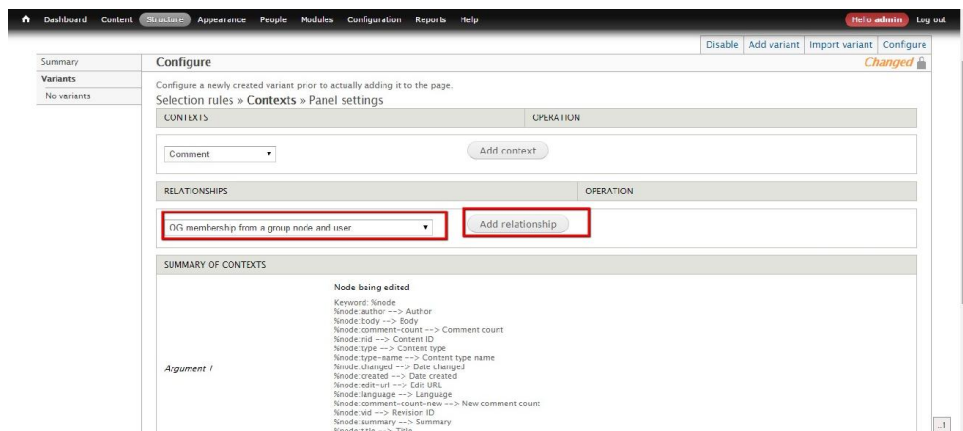 Dashboard Content Structure Appearance People Modules Configuration Reports Help Hello admin Log out
Disable Add variant Import variant Configure
Summary
Configure
Changed
Variants
No variants
Configure a newly created variant prior to actually adding it to the page.
Selection rules » Contexts » Panel settings
CONTEXTS OPERATION
Comment Add context
RELATIONSHIPS OPERATION
OG membership from a group node and user Add relationship
SUMMARY OF CONTEXTS
Argument 1
Node being edited
Keyword: %node
%node:author --> Author
%node:body --> Body
%node:comment-count --> Comment count
%node:nid --> Content ID
%node:type --> Content type
%node:type-name --> Content type name
%node:changed --> Date changed
%node:created --> Date created
%node:edit-url --> Edit URL
%node:language --> Language
%node:comment-count-new --> New comment count
%node:vid --> Revision ID
%node:summary --> Summary
%node:title --> Title